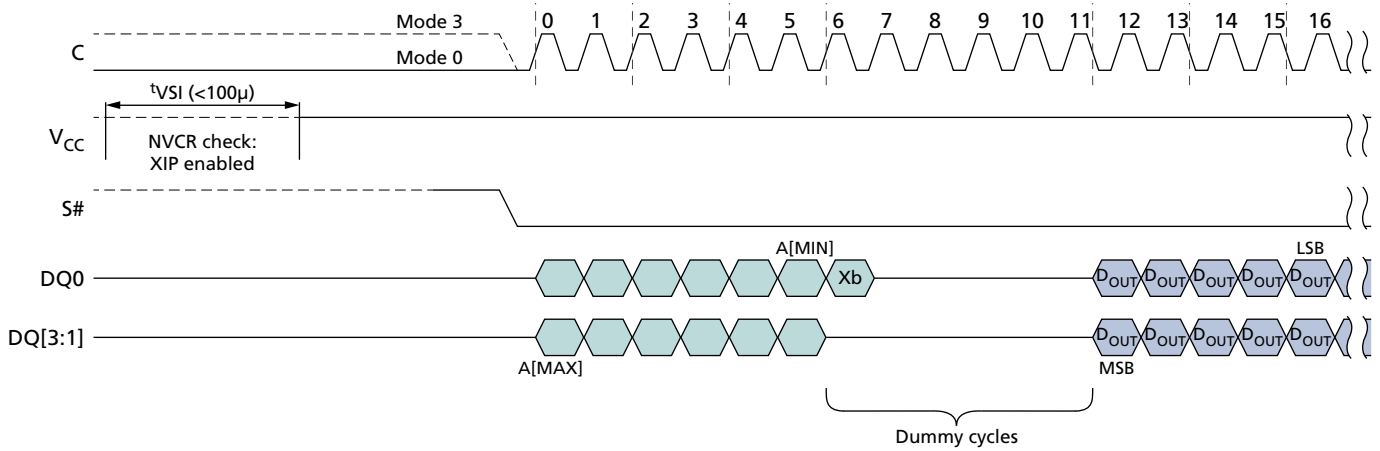 Mode 3
0 1 2 3 4 5 6 7 8 9 10 11 12 13 14 15 16
C
Mode 0
tVSI (<100µ)
VCC
NVCR check:
XIP enabled
S#
A[MIN]
LSB
DQ0
Xb
DOUT DOUT DOUT DOUT DOUT
DQ[3:1]
DOUT DOUT DOUT DOUT DOUT
A[MAX]
MSB
Dummy cycles